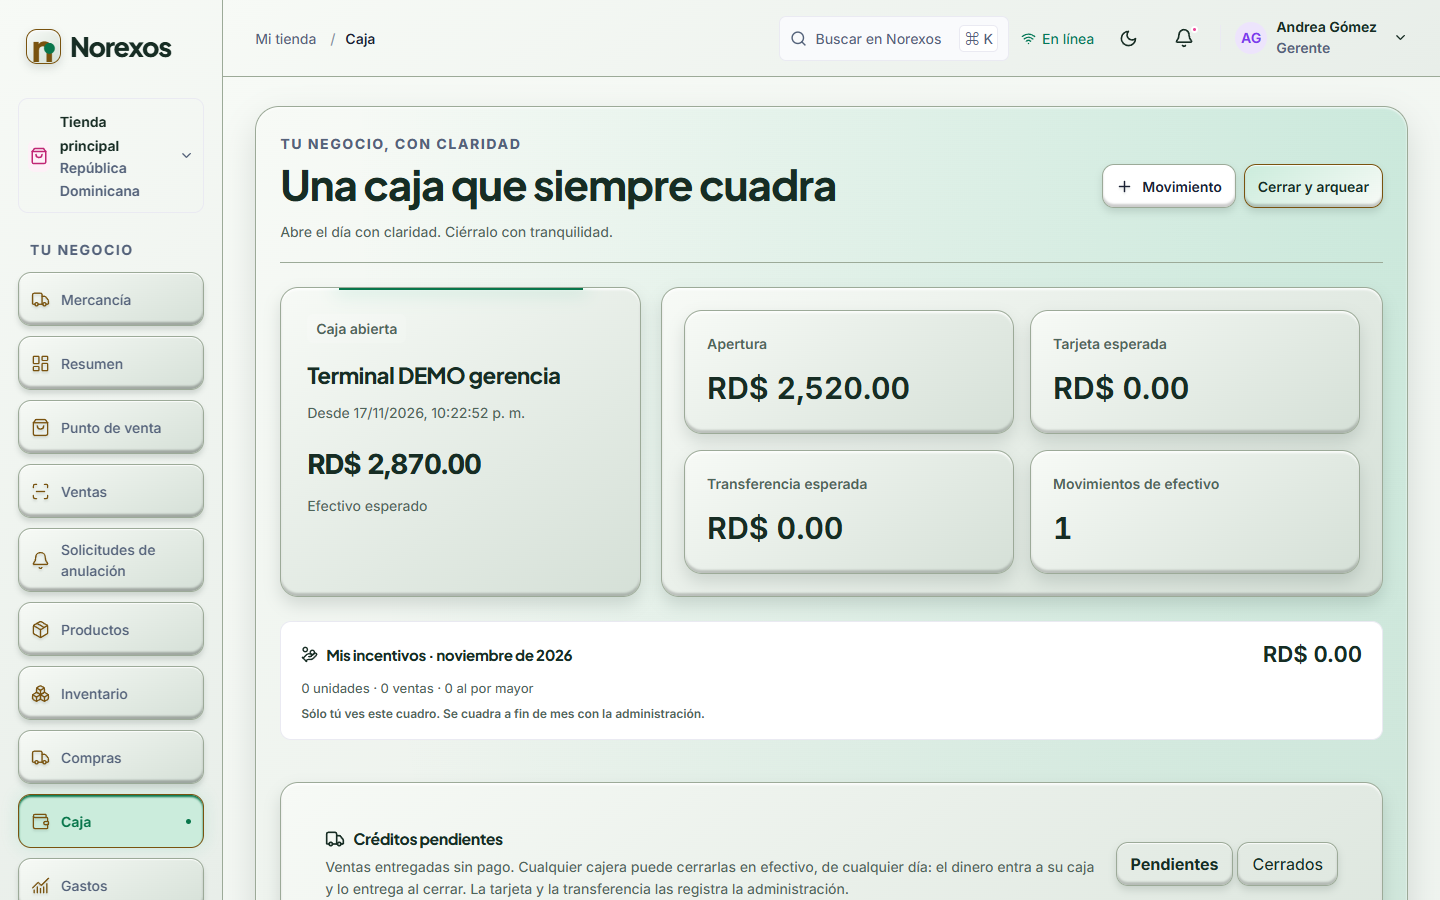 Norexos
Mi tienda / Caja
Buscar en Norexos ⌘ K
En línea
AG
Andrea Gómez
Gerente
Tienda
principal
República
Dominicana
TU NEGOCIO
Mercancía
Resumen
Punto de venta
Ventas
Solicitudes de
anulación
Productos
Inventario
Compras
Caja
Gastos
TU NEGOCIO, CON CLARIDAD
Una caja que siempre cuadra
Abre el día con claridad. Ciérralo con tranquilidad.
+ Movimiento
Cerrar y arquear
Caja abierta
Terminal DEMO gerencia
Desde 17/11/2026, 10:22:52 p. m.
RD$ 2,870.00
Efectivo esperado
Apertura
RD$ 2,520.00
Tarjeta esperada
RD$ 0.00
Transferencia esperada
RD$ 0.00
Movimientos de efectivo
1
Mis incentivos · noviembre de 2026
RD$ 0.00
0 unidades · 0 ventas · 0 al por mayor
Sólo tú ves este cuadro. Se cuadra a fin de mes con la administración.
Créditos pendientes
Ventas entregadas sin pago. Cualquier cajera puede cerrarlas en efectivo, de cualquier día: el dinero entra a su caja
y lo entrega al cerrar. La tarjeta y la transferencia las registra la administración.
Pendientes
Cerrados